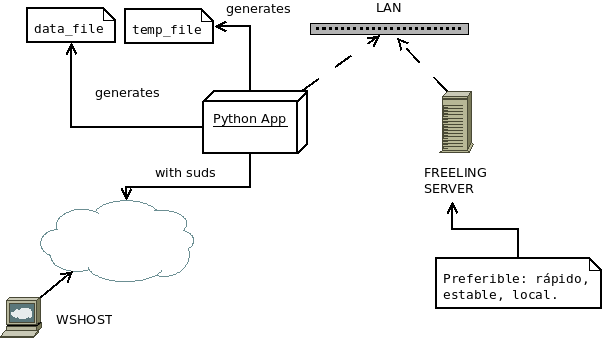 generates
LAN
data_file
temp_file
generates
Python App
with suds
FREELING
SERVER
Preferible: rápido,
estable, local.
WSHOST